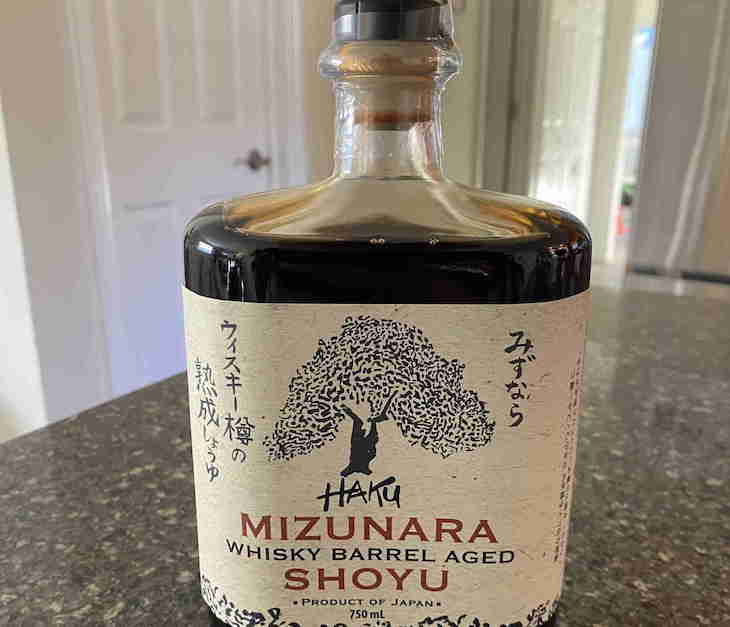 みずなら
ウィスキー樽の
熟成しょうゆ
HAKU
MIZUNARA
WHISKY BARREL AGED
SHOYU
• PRODUCT OF JAPAN •
750 mL